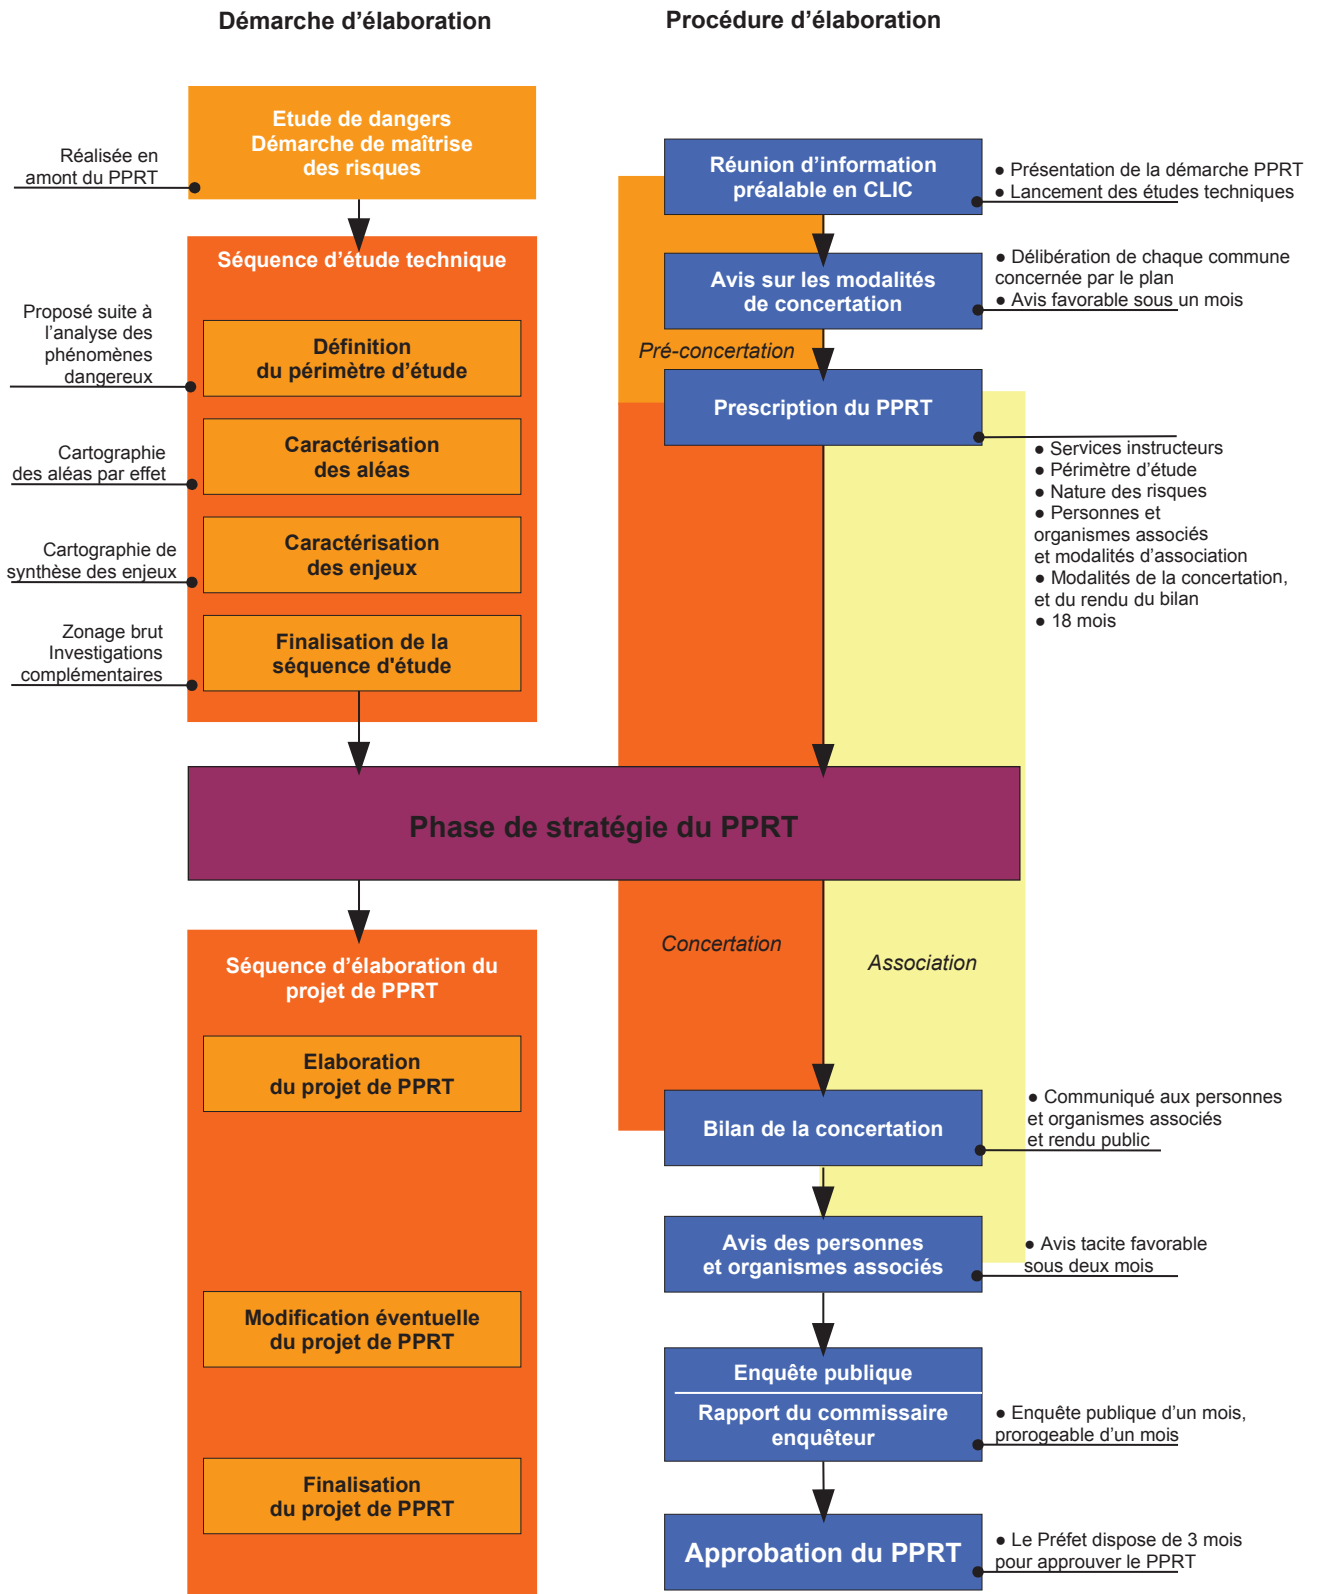 Démarche d'élaboration
Procédure d'élaboration
Etude de dangers
Démarche de maîtrise
des risques
Réalisée en
amont du PPRT
Séquence d'étude technique
Proposé suite à
l'analyse des
phénomènes
dangereux
Définition
du périmètre d'étude
Cartographie
des aléas par effet
Caractérisation
des aléas
Cartographie de
synthèse des enjeux
Caractérisation
des enjeux
Zonage brut
Investigations
complémentaires
Finalisation de la
séquence d'étude
Réunion d'information
préalable en CLIC
● Présentation de la démarche PPRT
● Lancement des études techniques
Avis sur les modalités
de concertation
● Délibération de chaque commune
concernée par le plan
● Avis favorable sous un mois
Pré-concertation
Prescription du PPRT
● Services instructeurs
● Périmètre d'étude
● Nature des risques
● Personnes et
organismes associés
et modalités d'association
● Modalités de la concertation,
et du rendu du bilan
● 18 mois
Phase de stratégie du PPRT
Séquence d'élaboration du
projet de PPRT
Elaboration
du projet de PPRT
Modification éventuelle
du projet de PPRT
Finalisation
du projet de PPRT
Concertation
Association
Bilan de la concertation
● Communiqué aux personnes
et organismes associés
et rendu public
Avis des personnes
et organismes associés
● Avis tacite favorable
sous deux mois
Enquête publique
Rapport du commissaire
enquêteur
● Enquête publique d'un mois,
prorogeable d'un mois
Approbation du PPRT
● Le Préfet dispose de 3 mois
pour approuver le PPRT